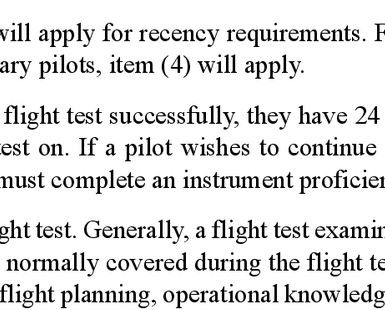 will apply for recency requirements. F
ary pilots, item (4) will apply.
flight test successfully, they have 24
test on. If a pilot wishes to continue
must complete an instrument proficien
ght test. Generally, a flight test examin
normally covered during the flight te
flight planning, operational knowledg